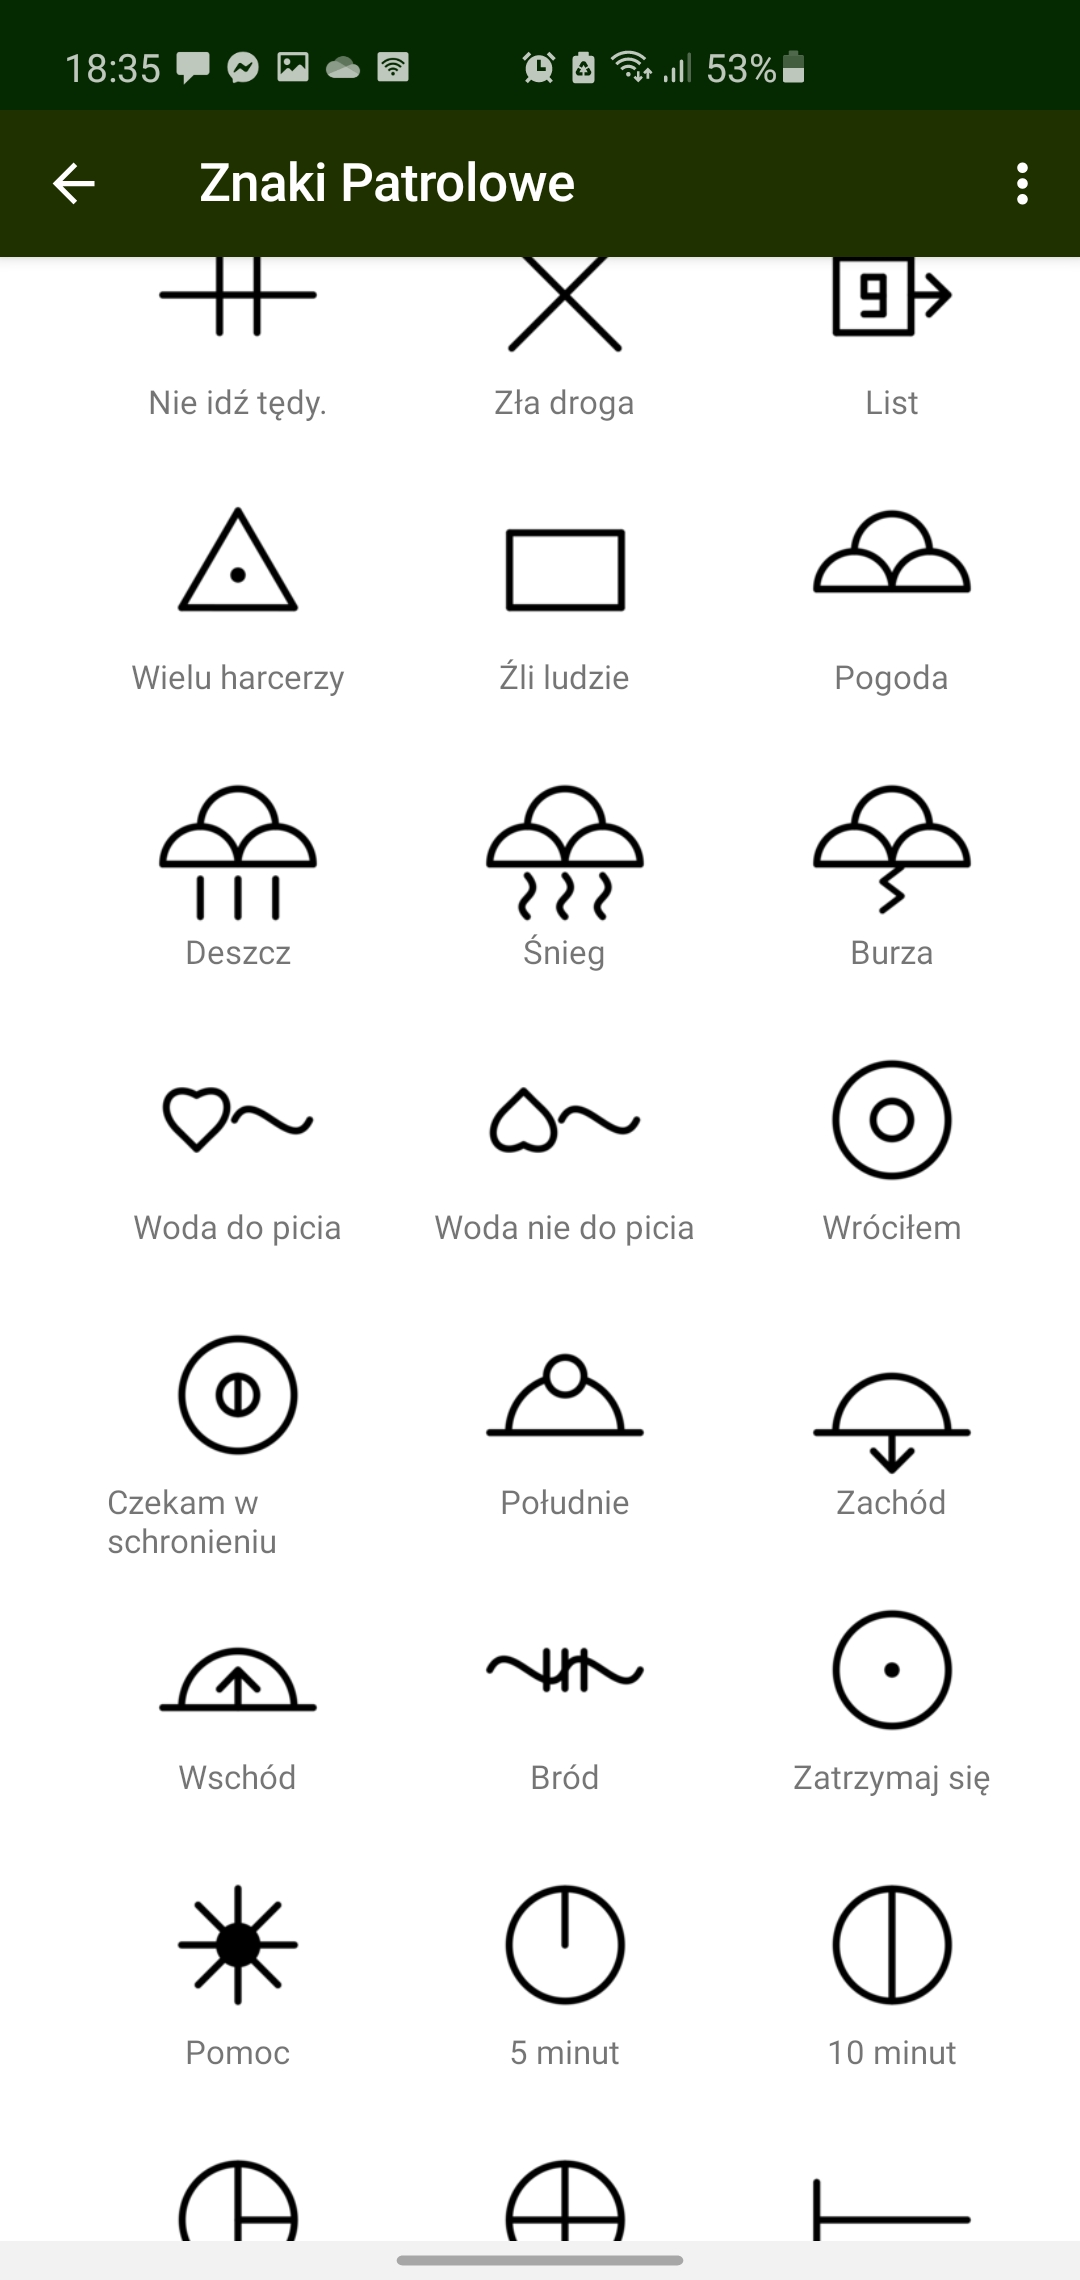 18:35 53%
Znaki Patrolowe
9
Nie idź tędy. Zła droga List
Wielu harcerzy Źli ludzie Pogoda
Deszcz Śnieg Burza
Woda do picia Woda nie do picia Wróciłem
Czekam w Południe Zachód
schronieniu
Wschód Bród Zatrzymaj się
Pomoc 5 minut 10 minut